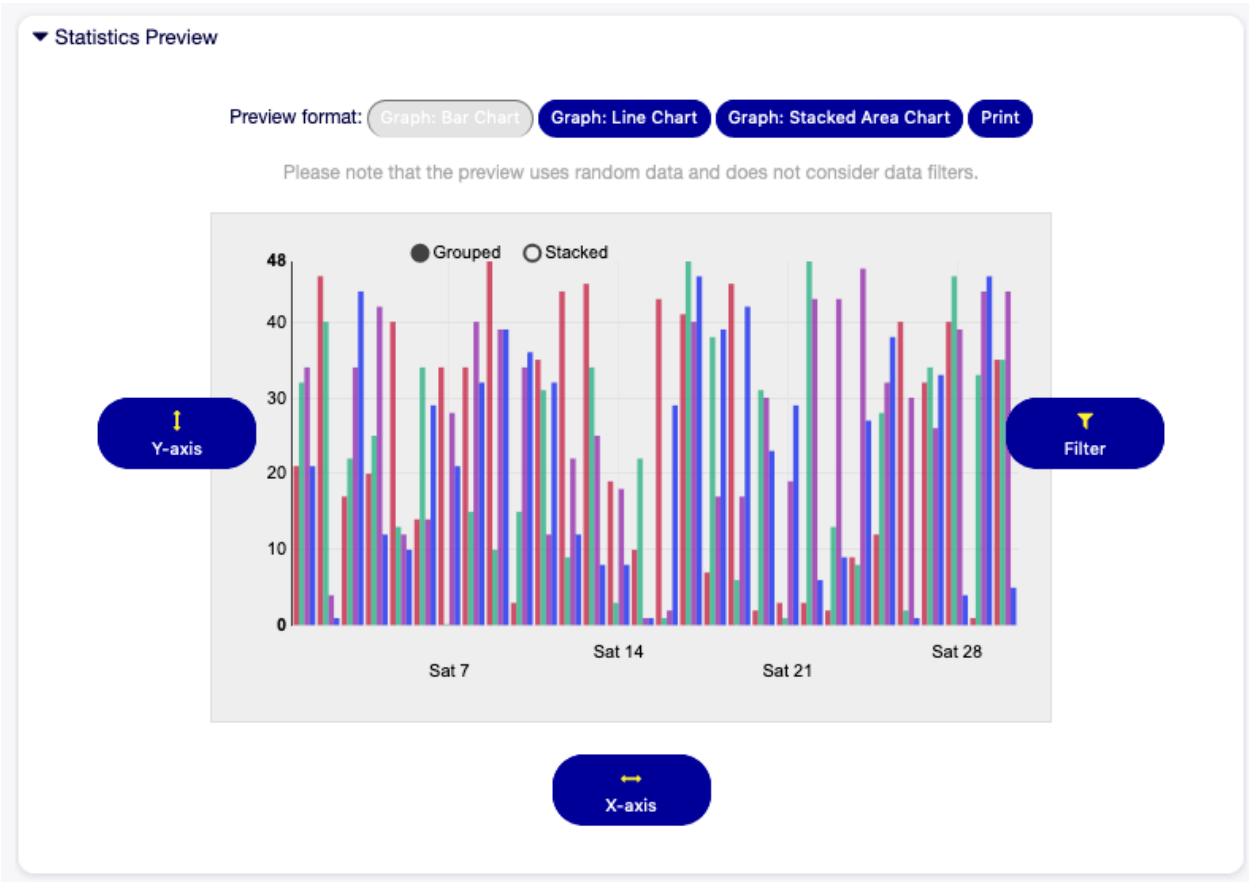 Statistics Preview
Preview format: Graph: Bar Chart Graph: Line Chart Graph: Stacked Area Chart Print
Please note that the preview uses random data and does not consider data filters.
Grouped Stacked
48
40
30
20
10
0
Y-axis
Filter
Sat 7 Sat 14 Sat 21 Sat 28
X-axis